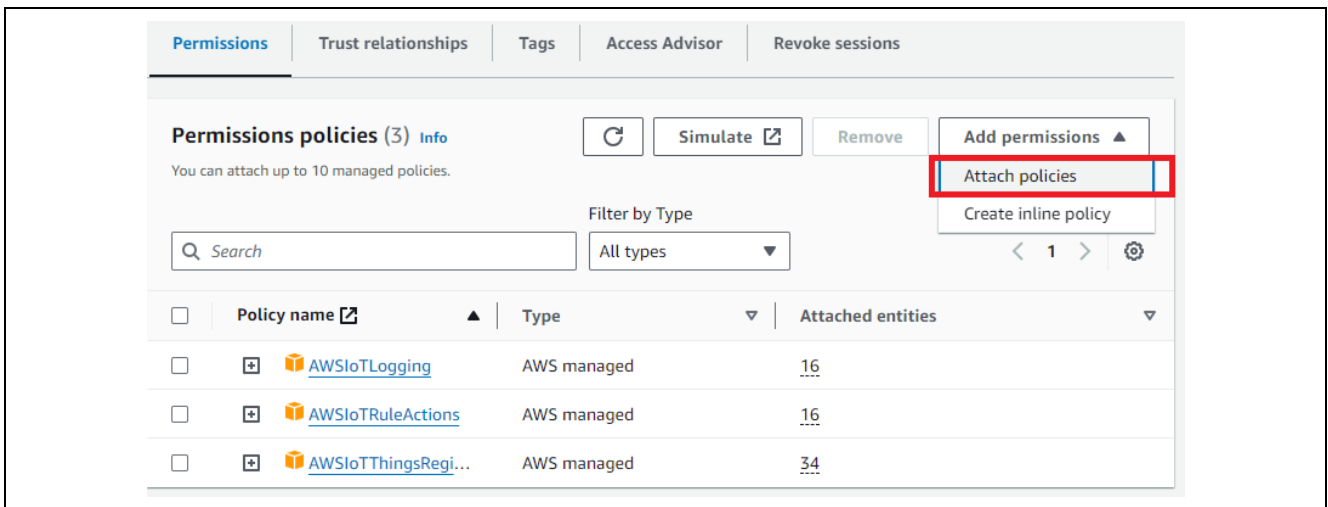 Permissions Trust relationships Tags Access Advisor Revoke sessions
Permissions policies (3) Info
Simulate Remove Add permissions
You can attach up to 10 managed policies.
Attach policies
Create inline policy
Filter by Type
Search All types 1
Policy name Type Attached entities
AWSIoTLogging AWS managed 16
AWSIoTRuleActions AWS managed 16
AWSIoTThingsRegi... AWS managed 34